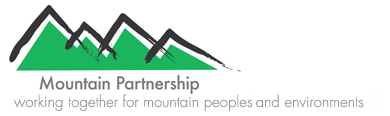 Mountain Partnership
working together for mountain peoples and environments